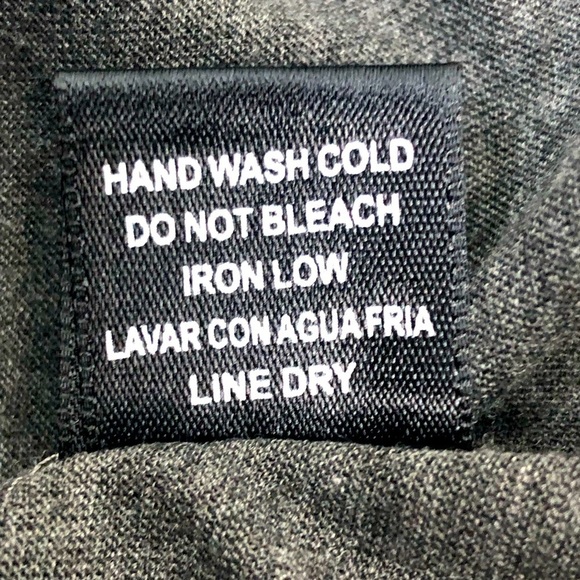 HAND WASH COLD
DO NOT BLEACH
IRON LOW
LAVAR CON AGUA FRIA
LINE DRY